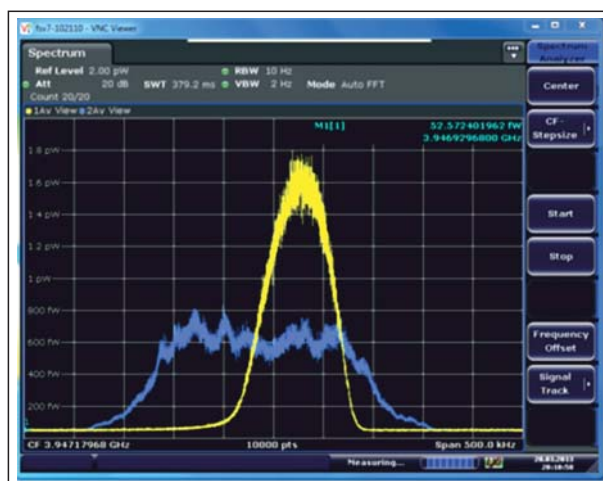 fsv7-102110 - VNC Viewer
Spectrum
Spectrum Analyzer
Ref Level 2.00 pW
RBW 10 Hz
Att 20 dB SWT 379.2 ms VBW 2 Hz Mode Auto FFT
Count 20/20
1Av View 2Av View
M1[1] 52.572401962 fW
3.9469296800 GHz
1.8 pW
1.6 pW
1.4 pW
1.2 pW
1 pW
800 fW
600 fW
400 fW
200 fW
CF 3.94717968 GHz 10000 pts Span 500.0 kHz
Measuring...
20:10:50
Center
CF-
Stepsize
Start
Stop
Frequency
Offset
Signal
Track